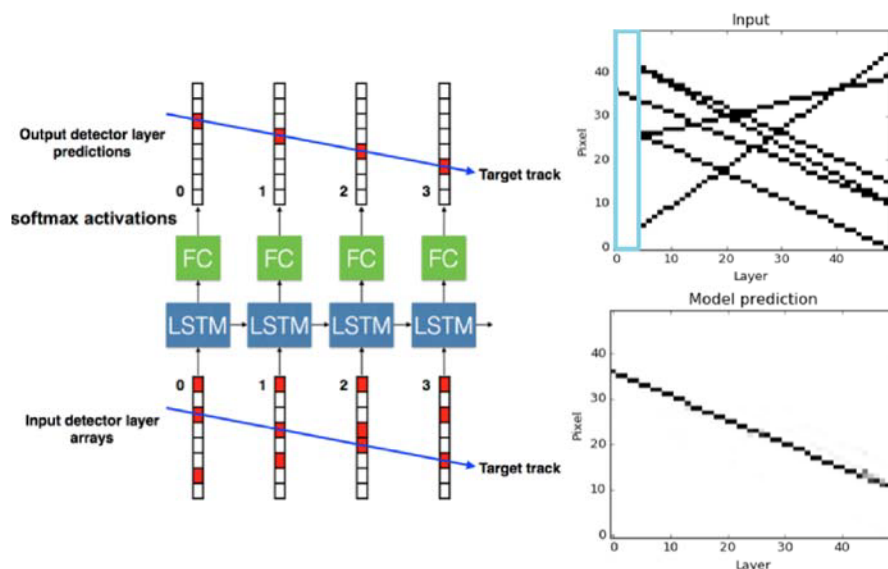 Output detector layer
predictions
0
1
2
3
Target track
softmax activations
FC FC FC FC
LSTM LSTM LSTM LSTM
0
1
2
3
Input detector layer
arrays
Target track
Input
Pixel
40
30
20
10
0
0 10 20 30 40
Layer
Model prediction
Pixel
40
30
20
10
0
0 10 20 30 40
Layer